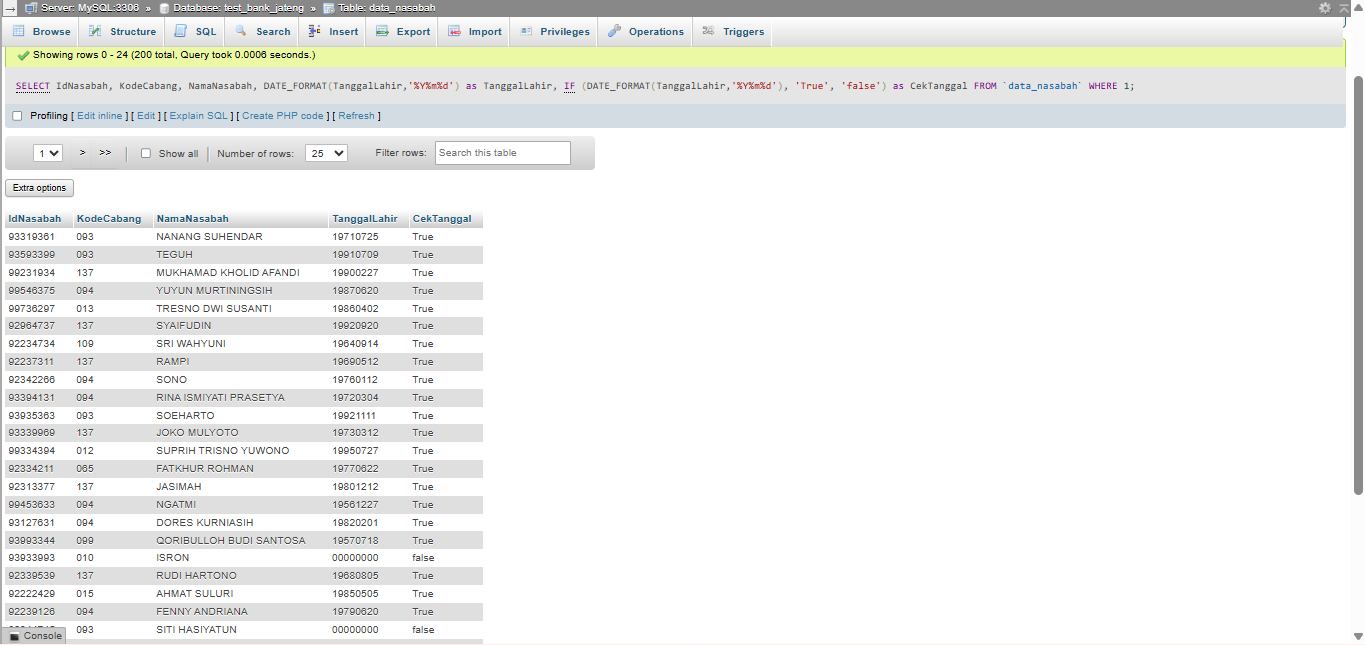 Server: MySQL:3306 » Database: test_bank_jateng » Table: data_nasabah
Browse Structure SQL Search Insert Export Import Privileges Operations Triggers
Showing rows 0 - 24 (200 total, Query took 0.0006 seconds.)
SELECT IdNasabah, KodeCabang, NamaNasabah, DATE_FORMAT(TanggalLahir,'%Y%m%d') as TanggalLahir, IF (DATE_FORMAT(TanggalLahir,'%Y%m%d'), 'True', 'false') as CekTanggal FROM `data_nasabah` WHERE 1;
Profiling [ Edit inline ] [ Edit ] [ Explain SQL ] [ Create PHP code ] [ Refresh ]
1 > >> Show all Number of rows: 25 Filter rows: Search this table
Extra options
IdNasabah KodeCabang NamaNasabah TanggalLahir CekTanggal
93319361 093 NANANG SUHENDAR 19710725 True
93593399 093 TEGUH 19910709 True
99231934 137 MUKHAMAD KHOLID AFANDI 19900227 True
99546375 094 YUYUN MURTININGSIH 19870620 True
99736297 013 TRESNO DWI SUSANTI 19860402 True
92964737 137 SYAIFUDIN 19920920 True
92234734 109 SRI WAHYUNI 19640914 True
92237311 137 RAMPI 19690512 True
92342266 094 SONO 19760112 True
93394131 094 RINA ISMIYATI PRASETYA 19720304 True
93935363 093 SOEHARTO 19921111 True
93339969 137 JOKO MULYOTO 19730312 True
99334394 012 SUPRIH TRISNO YUWONO 19950727 True
92334211 065 FATKHUR ROHMAN 19770622 True
92313377 137 JASIMAH 19801212 True
99453633 094 NGATMI 19561227 True
93127631 094 DORES KURNIASIH 19820201 True
93993344 099 QORIBULLOH BUDI SANTOSA 19570718 True
93933993 010 ISRON 00000000 false
92339539 137 RUDI HARTONO 19680805 True
92222429 015 AHMAT SULURI 19850505 True
92239126 094 FENNY ANDRIANA 19790620 True
093 SITI HASIYATUN 00000000 false
Console